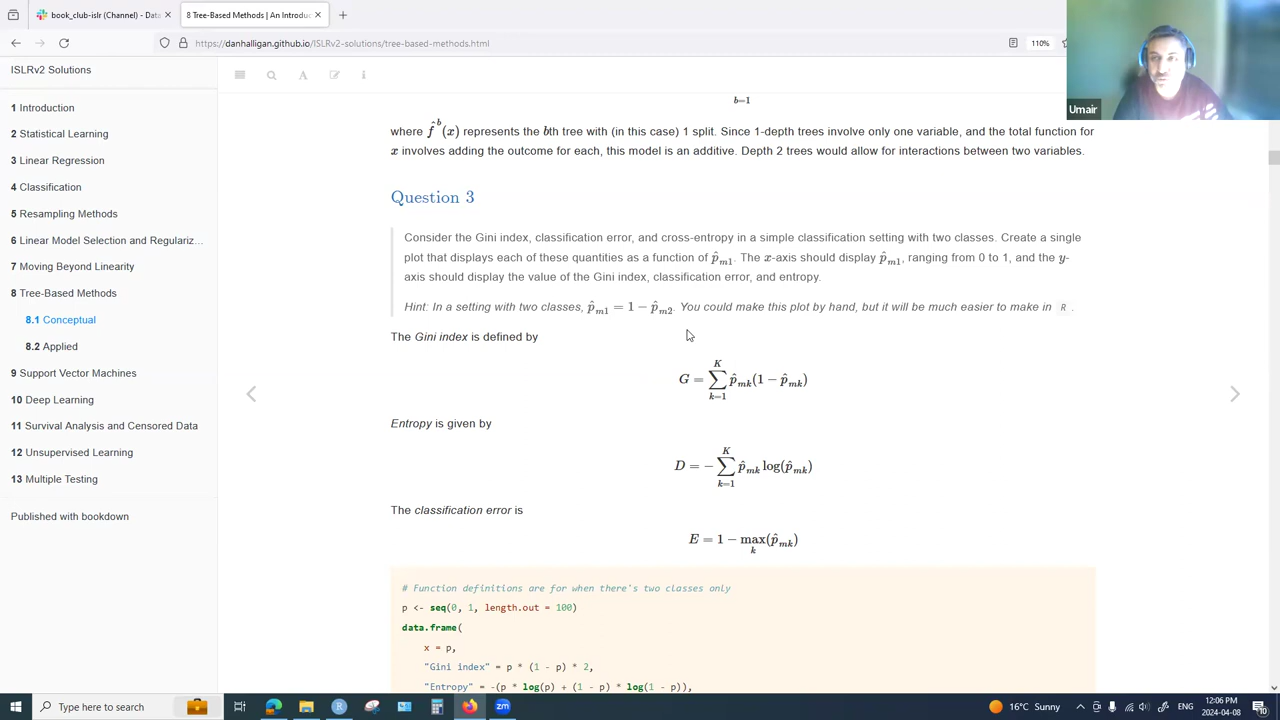 book_club-islr (Channel) - Dat
8 Tree-Based Methods | An Introduc
https://danhalligan.github.io/ISLRv2-solutions/tree-based-methods.html
110%
Umair
ISLRv2 Solutions
1 Introduction
2 Statistical Learning
3 Linear Regression
4 Classification
5 Resampling Methods
6 Linear Model Selection and Regulariz...
7 Moving Beyond Linearity
8 Tree-Based Methods
8.1 Conceptual
8.2 Applied
9 Support Vector Machines
10 Deep Learning
11 Survival Analysis and Censored Data
12 Unsupervised Learning
13 Multiple Testing
Published with bookdown
b=1
where f̂^b(x) represents the bth tree with (in this case) 1 split. Since 1-depth trees involve only one variable, and the total function for
x involves adding the outcome for each, this model is an additive. Depth 2 trees would allow for interactions between two variables.
Question 3
Consider the Gini index, classification error, and cross-entropy in a simple classification setting with two classes. Create a single
plot that displays each of these quantities as a function of p̂m1. The x-axis should display p̂m1, ranging from 0 to 1, and the y-
axis should display the value of the Gini index, classification error, and entropy.
Hint: In a setting with two classes, p̂m1 = 1 − p̂m2. You could make this plot by hand, but it will be much easier to make in R .
The Gini index is defined by
G = ∑_{k=1}^{K} p̂mk(1 − p̂mk)
Entropy is given by
D = − ∑_{k=1}^{K} p̂mk log(p̂mk)
The classification error is
E = 1 − max_k(p̂mk)
# Function definitions are for when there's two classes only
p <- seq(0, 1, length.out = 100)
data.frame(
x = p,
"Gini index" = p * (1 - p) * 2,
"Entropy" = -(p * log(p) + (1 - p) * log(1 - p)),
Type here to search
16°C Sunny
12:06 PM
2024-04-08